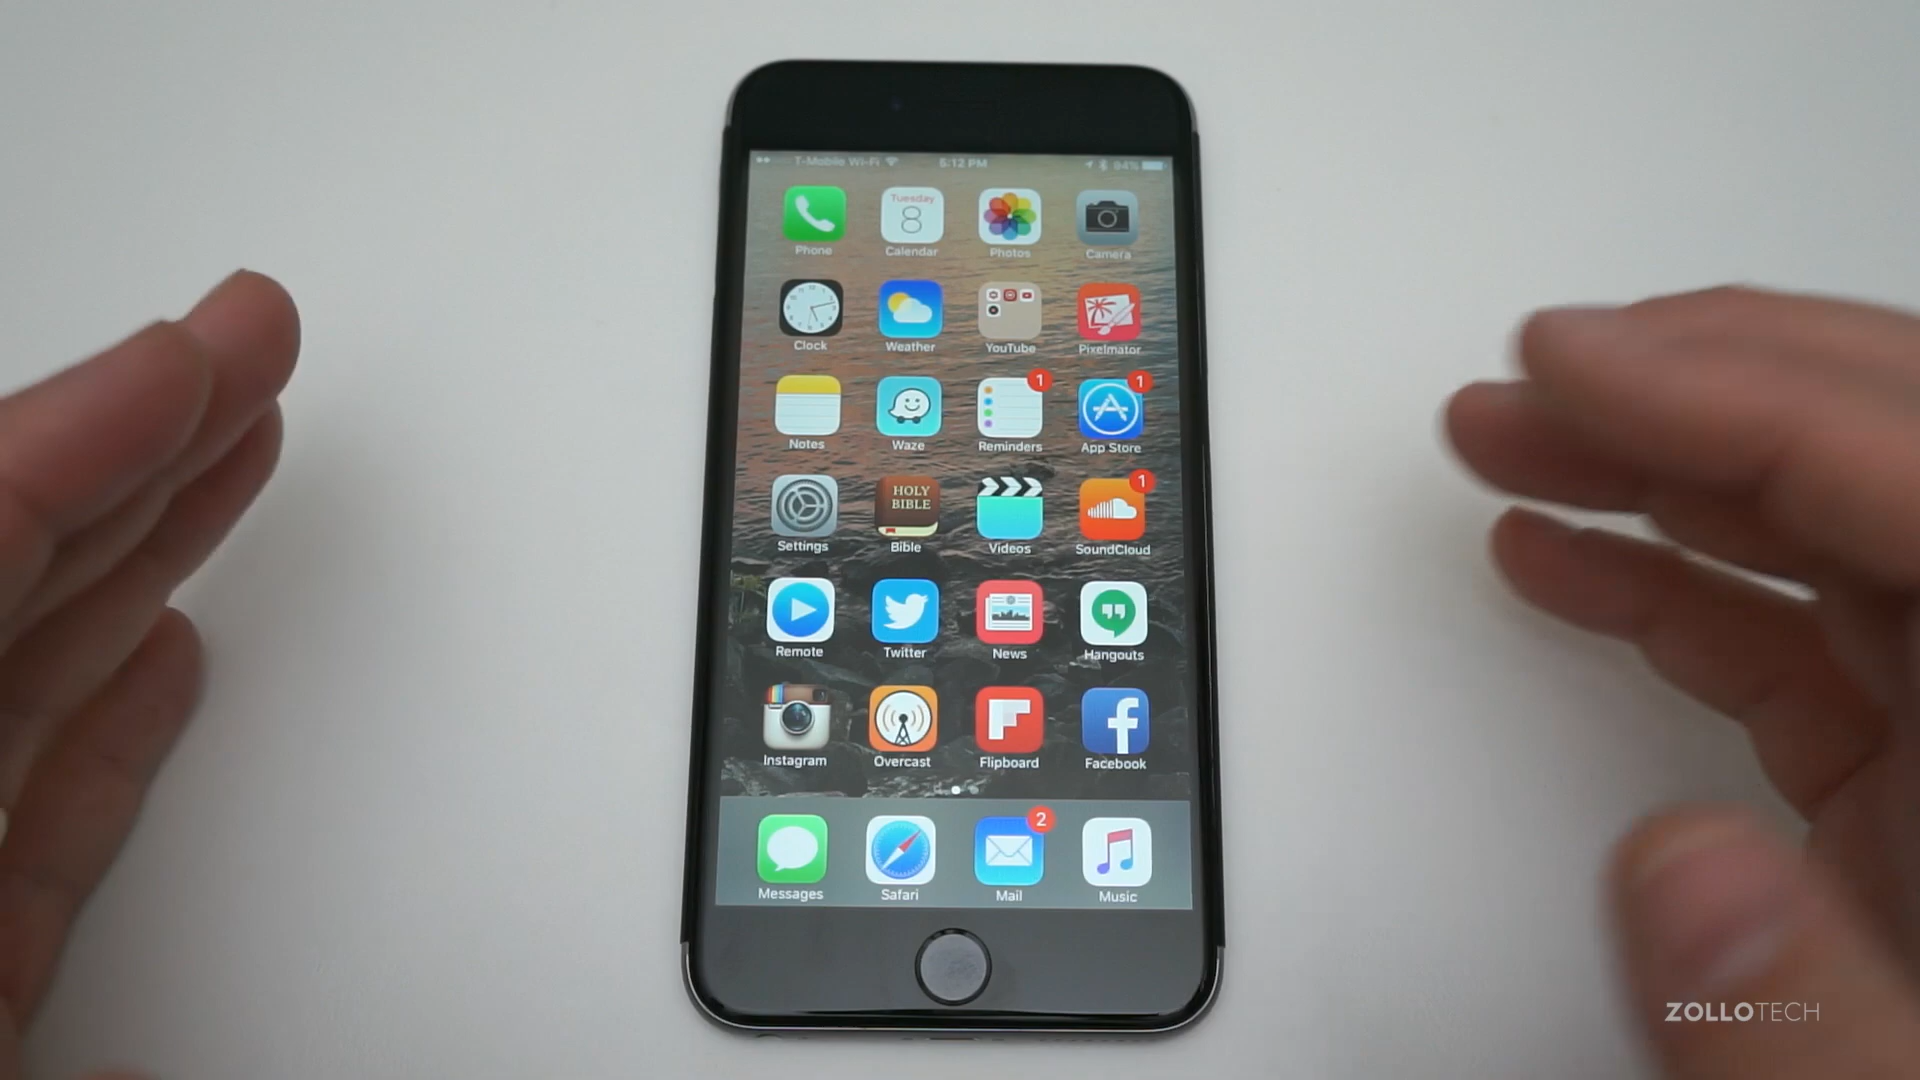 T-Mobile Wi-Fi 5:12 PM 94%
Tuesday
8
Phone Calendar Photos Camera
Clock Weather YouTube Pixelmator
1 1
Notes Waze Reminders App Store
HOLY
BIBLE
1
Settings Bible Videos SoundCloud
Remote Twitter News Hangouts
Instagram Overcast Flipboard Facebook
2
Messages Safari Mail Music
ZOLLOTECH